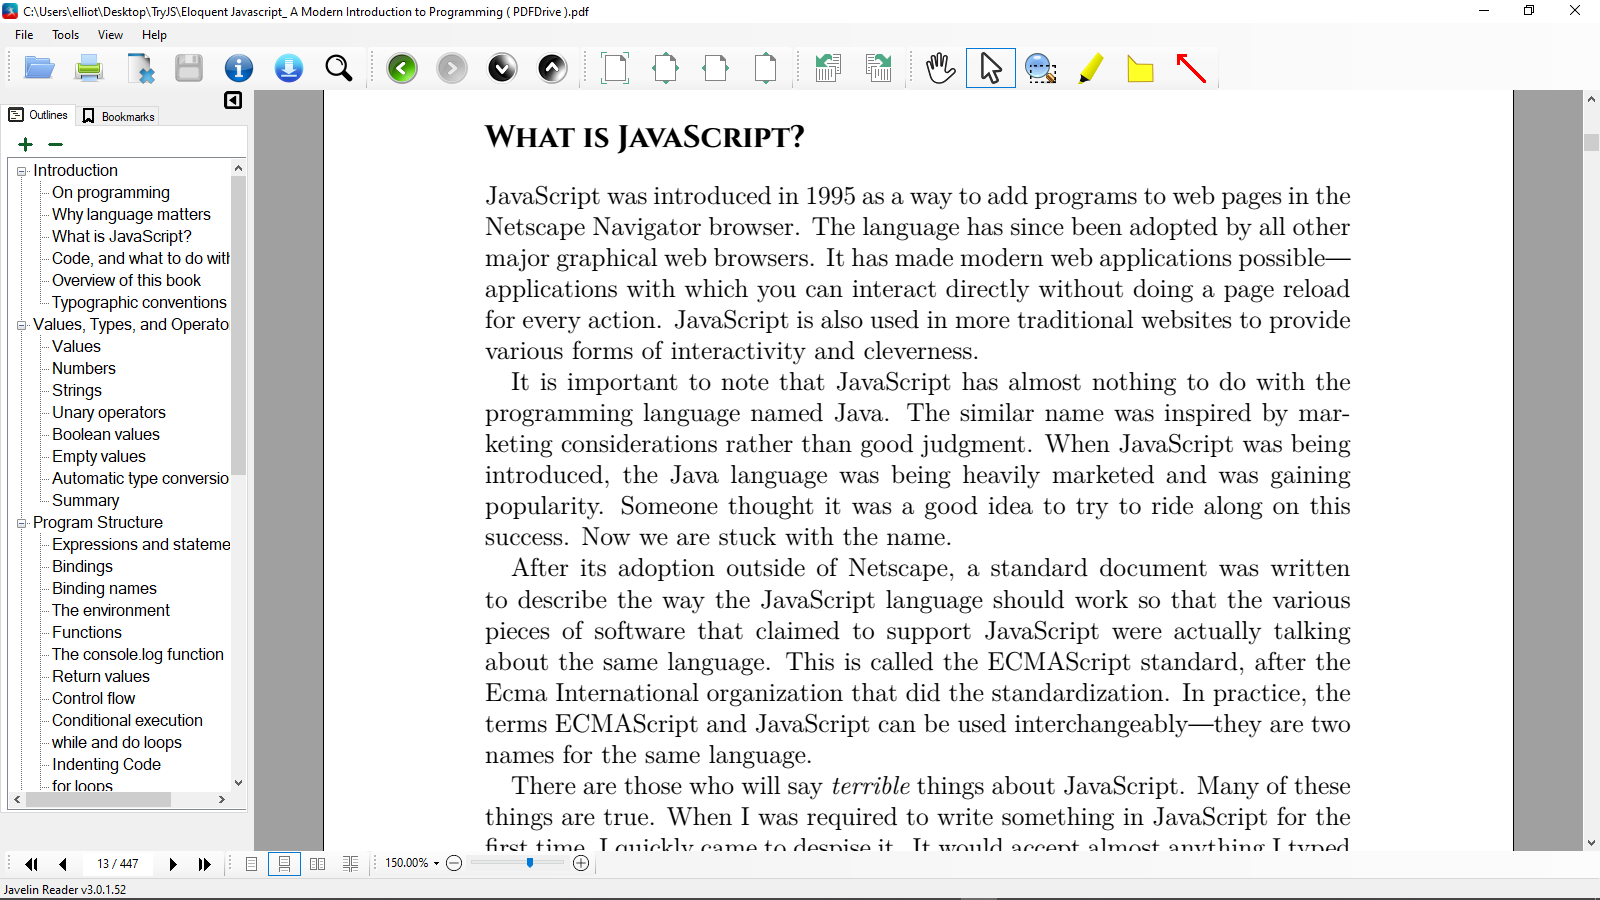 C:\Users\elliot\Desktop\TryJS\Eloquent Javascript_ A Modern Introduction to Programming ( PDFDrive ).pdf
File Tools View Help
Outlines Bookmarks
Introduction
On programming
Why language matters
What is JavaScript?
Code, and what to do with
Overview of this book
Typographic conventions
Values, Types, and Operato
Values
Numbers
Strings
Unary operators
Boolean values
Empty values
Automatic type conversio
Summary
Program Structure
Expressions and stateme
Bindings
Binding names
The environment
Functions
The console.log function
Return values
Control flow
Conditional execution
while and do loops
Indenting Code
for loops
WHAT IS JAVASCRIPT?
JavaScript was introduced in 1995 as a way to add programs to web pages in the
Netscape Navigator browser. The language has since been adopted by all other
major graphical web browsers. It has made modern web applications possible—
applications with which you can interact directly without doing a page reload
for every action. JavaScript is also used in more traditional websites to provide
various forms of interactivity and cleverness.
It is important to note that JavaScript has almost nothing to do with the
programming language named Java. The similar name was inspired by mar-
keting considerations rather than good judgment. When JavaScript was being
introduced, the Java language was being heavily marketed and was gaining
popularity. Someone thought it was a good idea to try to ride along on this
success. Now we are stuck with the name.
After its adoption outside of Netscape, a standard document was written
to describe the way the JavaScript language should work so that the various
pieces of software that claimed to support JavaScript were actually talking
about the same language. This is called the ECMAScript standard, after the
Ecma International organization that did the standardization. In practice, the
terms ECMAScript and JavaScript can be used interchangeably—they are two
names for the same language.
There are those who will say terrible things about JavaScript. Many of these
things are true. When I was required to write something in JavaScript for the
first time, I quickly came to despise it. It would accept almost anything I typed
13 / 447
150.00%
Javelin Reader v3.0.1.52